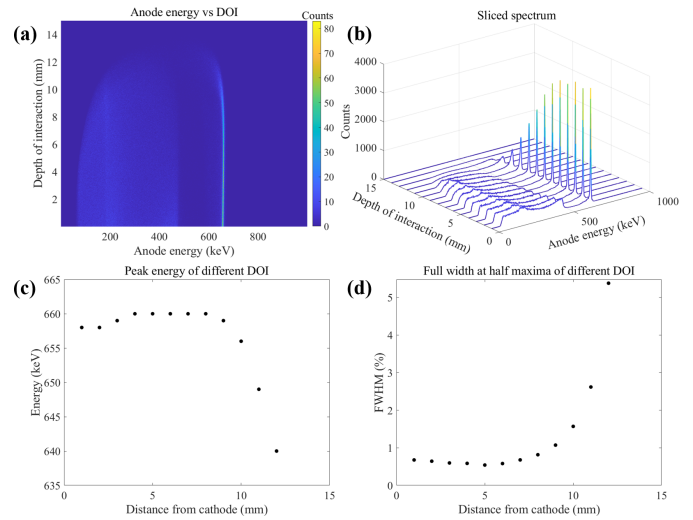 (a)
Anode energy vs DOI
Counts
14
12
10
8
6
4
2
200
400
600
800
80
70
60
50
40
30
20
10
0
Depth of interaction (mm)
Anode energy (keV)
(b)
Sliced spectrum
4000
3000
2000
1000
0
15
10
5
0
0
500
1000
Counts
Depth of interaction (mm)
Anode energy (keV)
(c)
Peak energy of different DOI
665
660
655
650
645
640
635
0
5
10
15
Energy (keV)
Distance from cathode (mm)
(d)
Full width at half maxima of different DOI
5
4
3
2
1
0
0
5
10
15
FWHM (%)
Distance from cathode (mm)